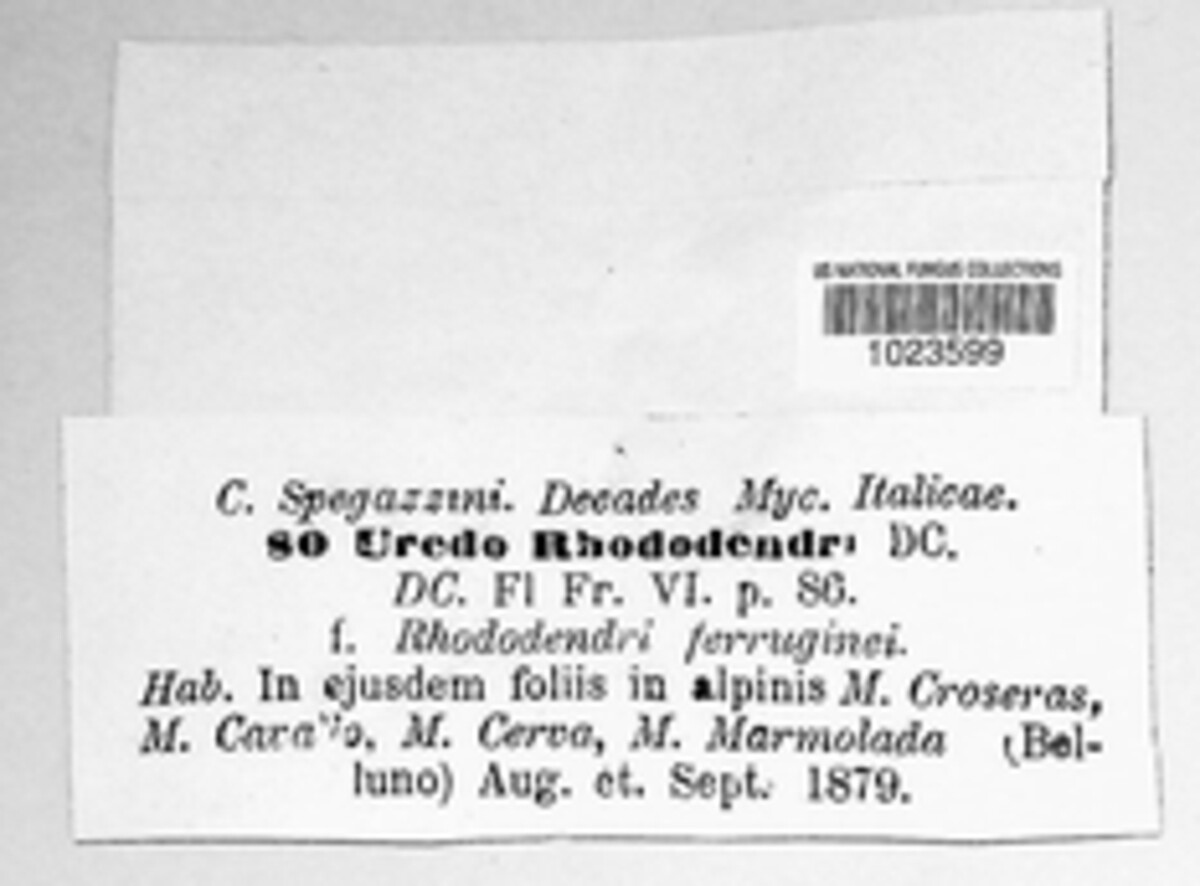 US NATIONAL FUNGUS COLLECTIONS
1023599
C. Spegazzini. Decades Myc. Italicae.
80 Uredo Rhododendri DC.
DC. Fl Fr. VI. p. 86.
f. Rhododendri ferruginei.
Hab. In ejusdem foliis in alpinis M. Croseras,
M. M. Cerva, M. Marmolada (Bel-
luno) Aug. et. Sept. 1879.